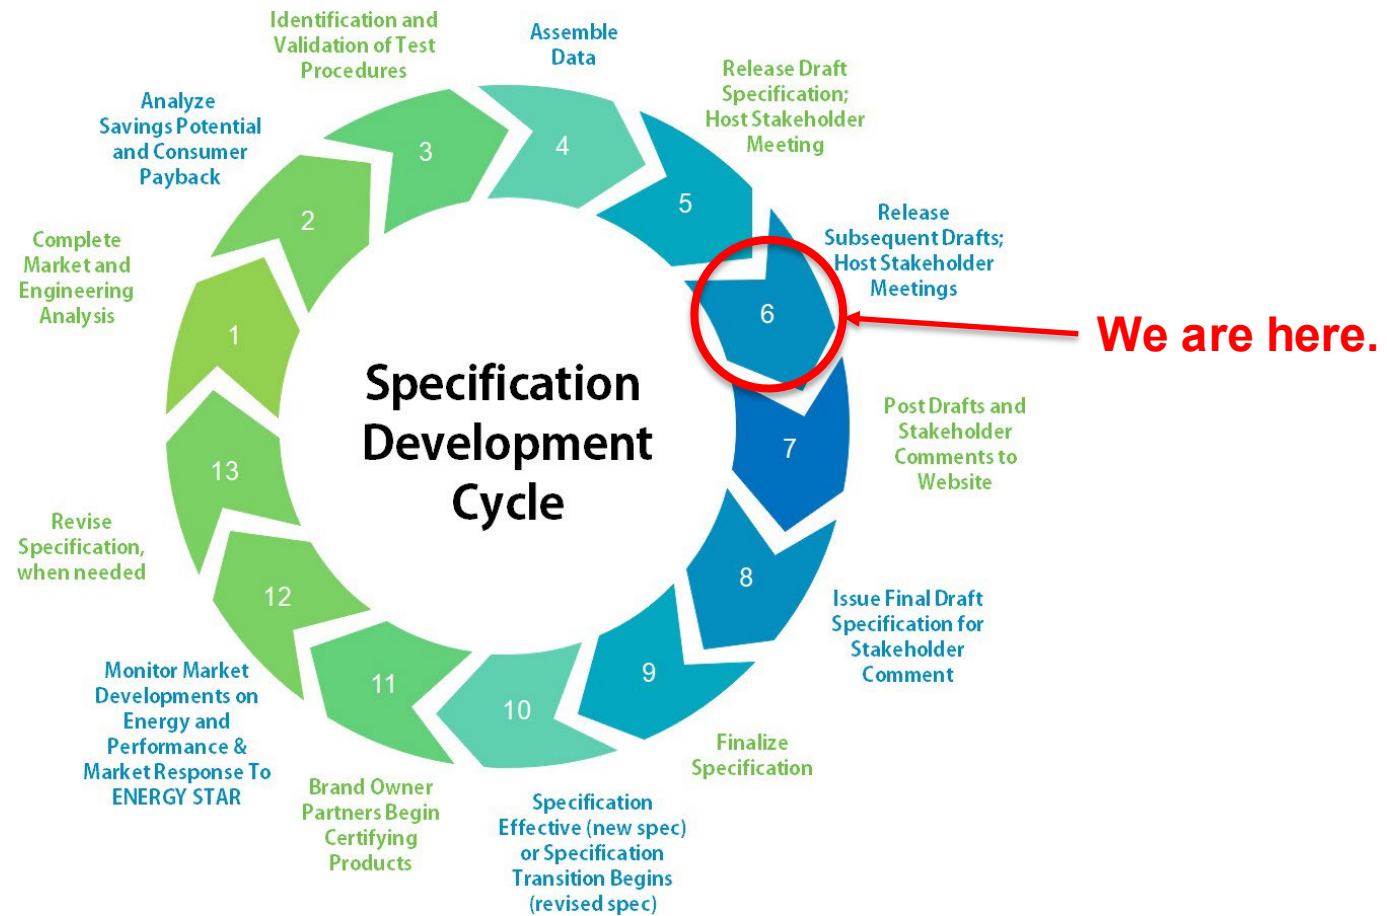 Identification and
Validation of Test
Procedures
Assemble
Data
Release Draft
Specification;
Host Stakeholder
Meeting
Analyze
Savings Potential
and Consumer
Payback
Release
Subsequent Drafts;
Host Stakeholder
Meetings
Complete
Market and
Engineering
Analysis
We are here.
Post Drafts and
Stakeholder
Comments to
Website
Issue Final Draft
Specification for
Stakeholder
Comment
Finalize
Specification
Specification
Effective (new spec)
or Specification
Transition Begins
(revised spec)
Brand Owner
Partners Begin
Certifying
Products
Monitor Market
Developments on
Energy and
Performance &
Market Response To
ENERGY STAR
Revise
Specification,
when needed
1
2
3
4
5
6
7
8
9
10
11
12
13
Specification
Development
Cycle